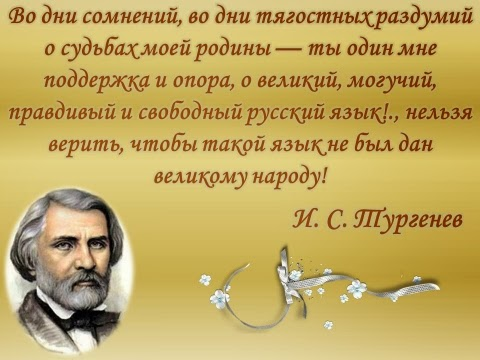 Во дни сомнений, во дни тягостных раздумий
о судьбах моей родины — ты один мне
поддержка и опора, о великий, могучий,
правдивый и свободный русский язык!., нельзя
верить, чтобы такой язык не был дан
великому народу!
И. С. Тургенев